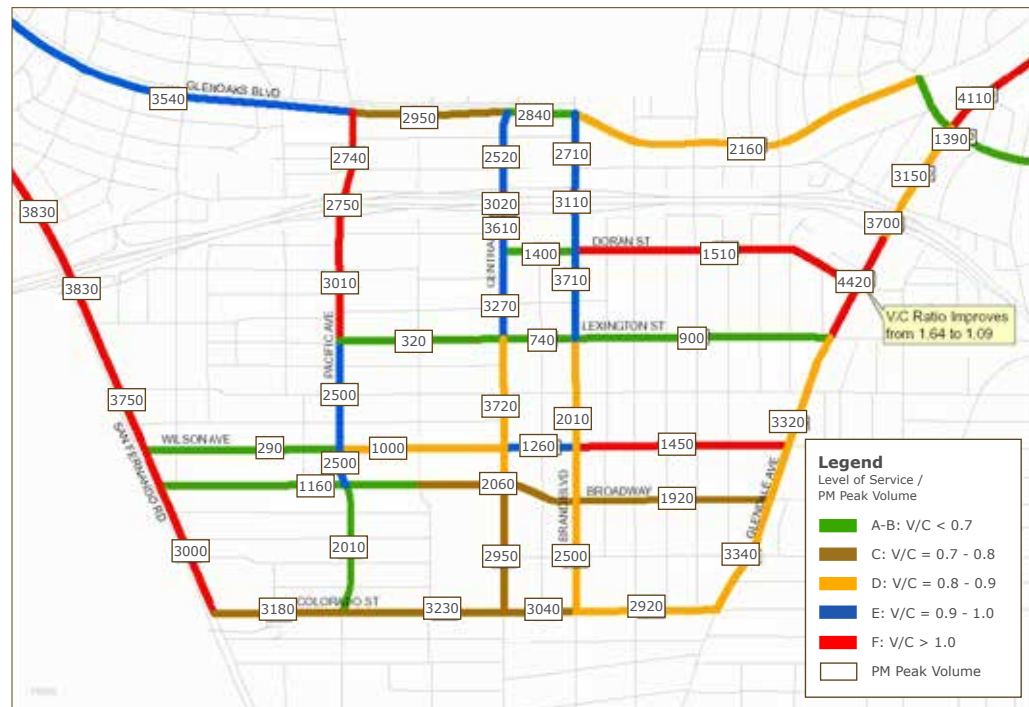 GLENOAKS BLVD
3540
2950
2840
4110
1390
2160
2740
2520
2710
3150
2750
3020
3110
3830
3610
3700
DORAN ST
1400
1510
CENTRAL
3830
3010
3710
4420
3270
V/C Ratio Improves
from 1.64 to 1.09
PACIFIC AVE
LEXINGTON ST
320
740
900
2500
3750
3720
2010
3320
SAN FERNANDO RD
WILSON AVE
290
1000
1260
1450
2500
1160
2060
BRAND BLVD
BROADWAY
1920
GLENDALE AVE
3000
2010
2950
2500
3340
COLORADO ST
3180
3230
3040
2920
Legend
Level of Service /
PM Peak Volume
A-B: V/C < 0.7
C: V/C = 0.7 - 0.8
D: V/C = 0.8 - 0.9
E: V/C = 0.9 - 1.0
F: V/C > 1.0
PM Peak Volume